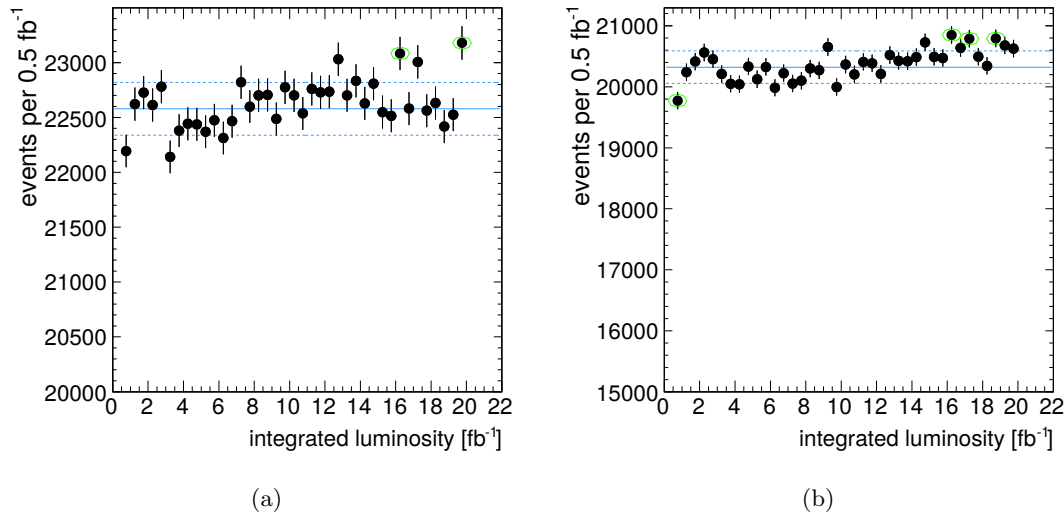 events per 0.5 fb⁻¹
23000
22500
22000
21500
21000
20500
20000
0 2 4 6 8 10 12 14 16 18 20 22
integrated luminosity [fb⁻¹]
(a)
events per 0.5 fb⁻¹
21000
20000
19000
18000
17000
16000
15000
0 2 4 6 8 10 12 14 16 18 20 22
integrated luminosity [fb⁻¹]
(b)